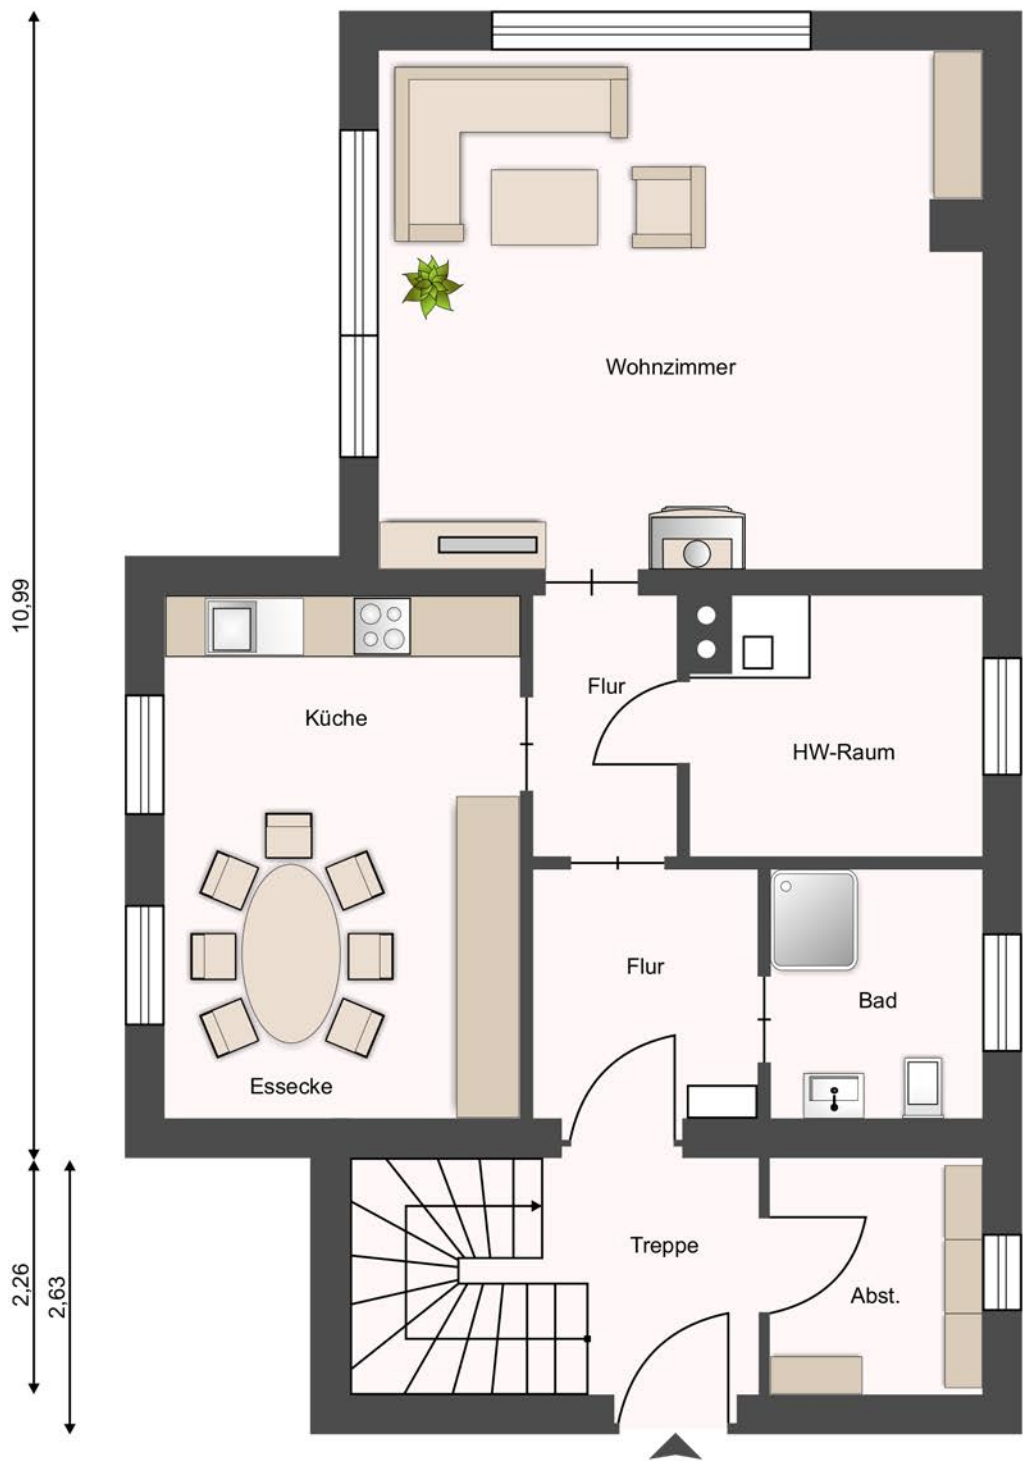 Wohnzimmer
10,99
Flur
Küche
HW-Raum
Flur
Bad
Essecke
Treppe
2,26
2,63
Abst.